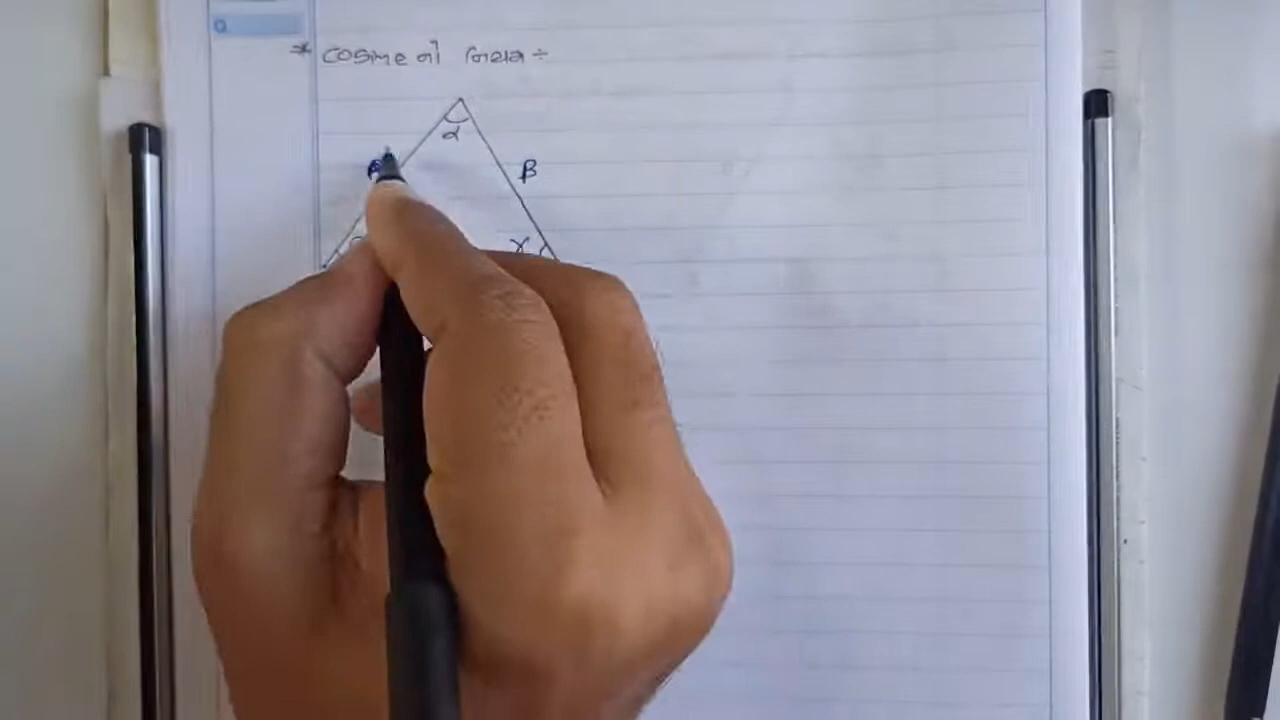 * cosine નો નિયમ ÷
α
β
γ